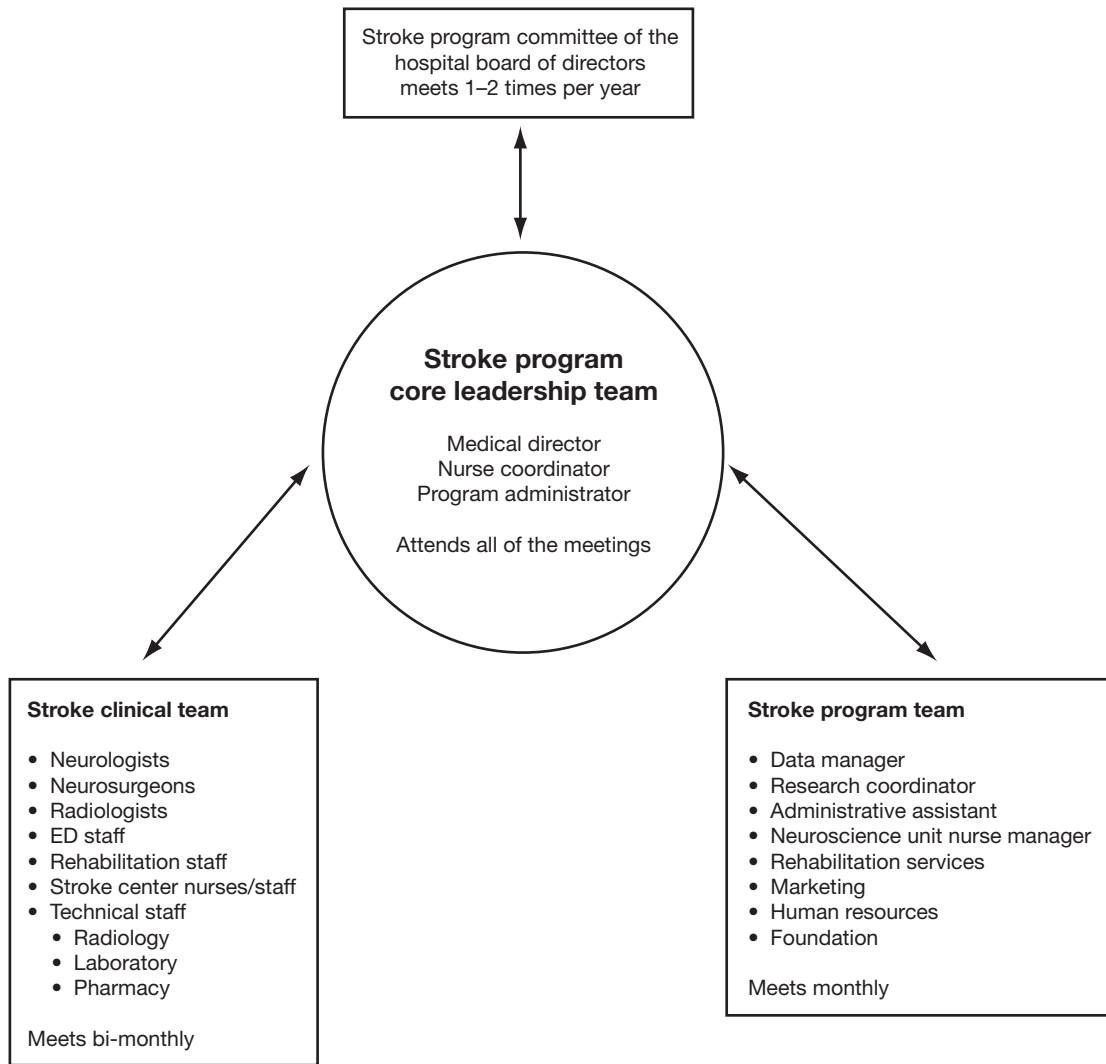 Stroke program committee of the
hospital board of directors
meets 1–2 times per year
Stroke program
core leadership team
Medical director
Nurse coordinator
Program administrator
Attends all of the meetings
Stroke clinical team
• Neurologists
• Neurosurgeons
• Radiologists
• ED staff
• Rehabilitation staff
• Stroke center nurses/staff
• Technical staff
• Radiology
• Laboratory
• Pharmacy
Meets bi-monthly
Stroke program team
• Data manager
• Research coordinator
• Administrative assistant
• Neuroscience unit nurse manager
• Rehabilitation services
• Marketing
• Human resources
• Foundation
Meets monthly